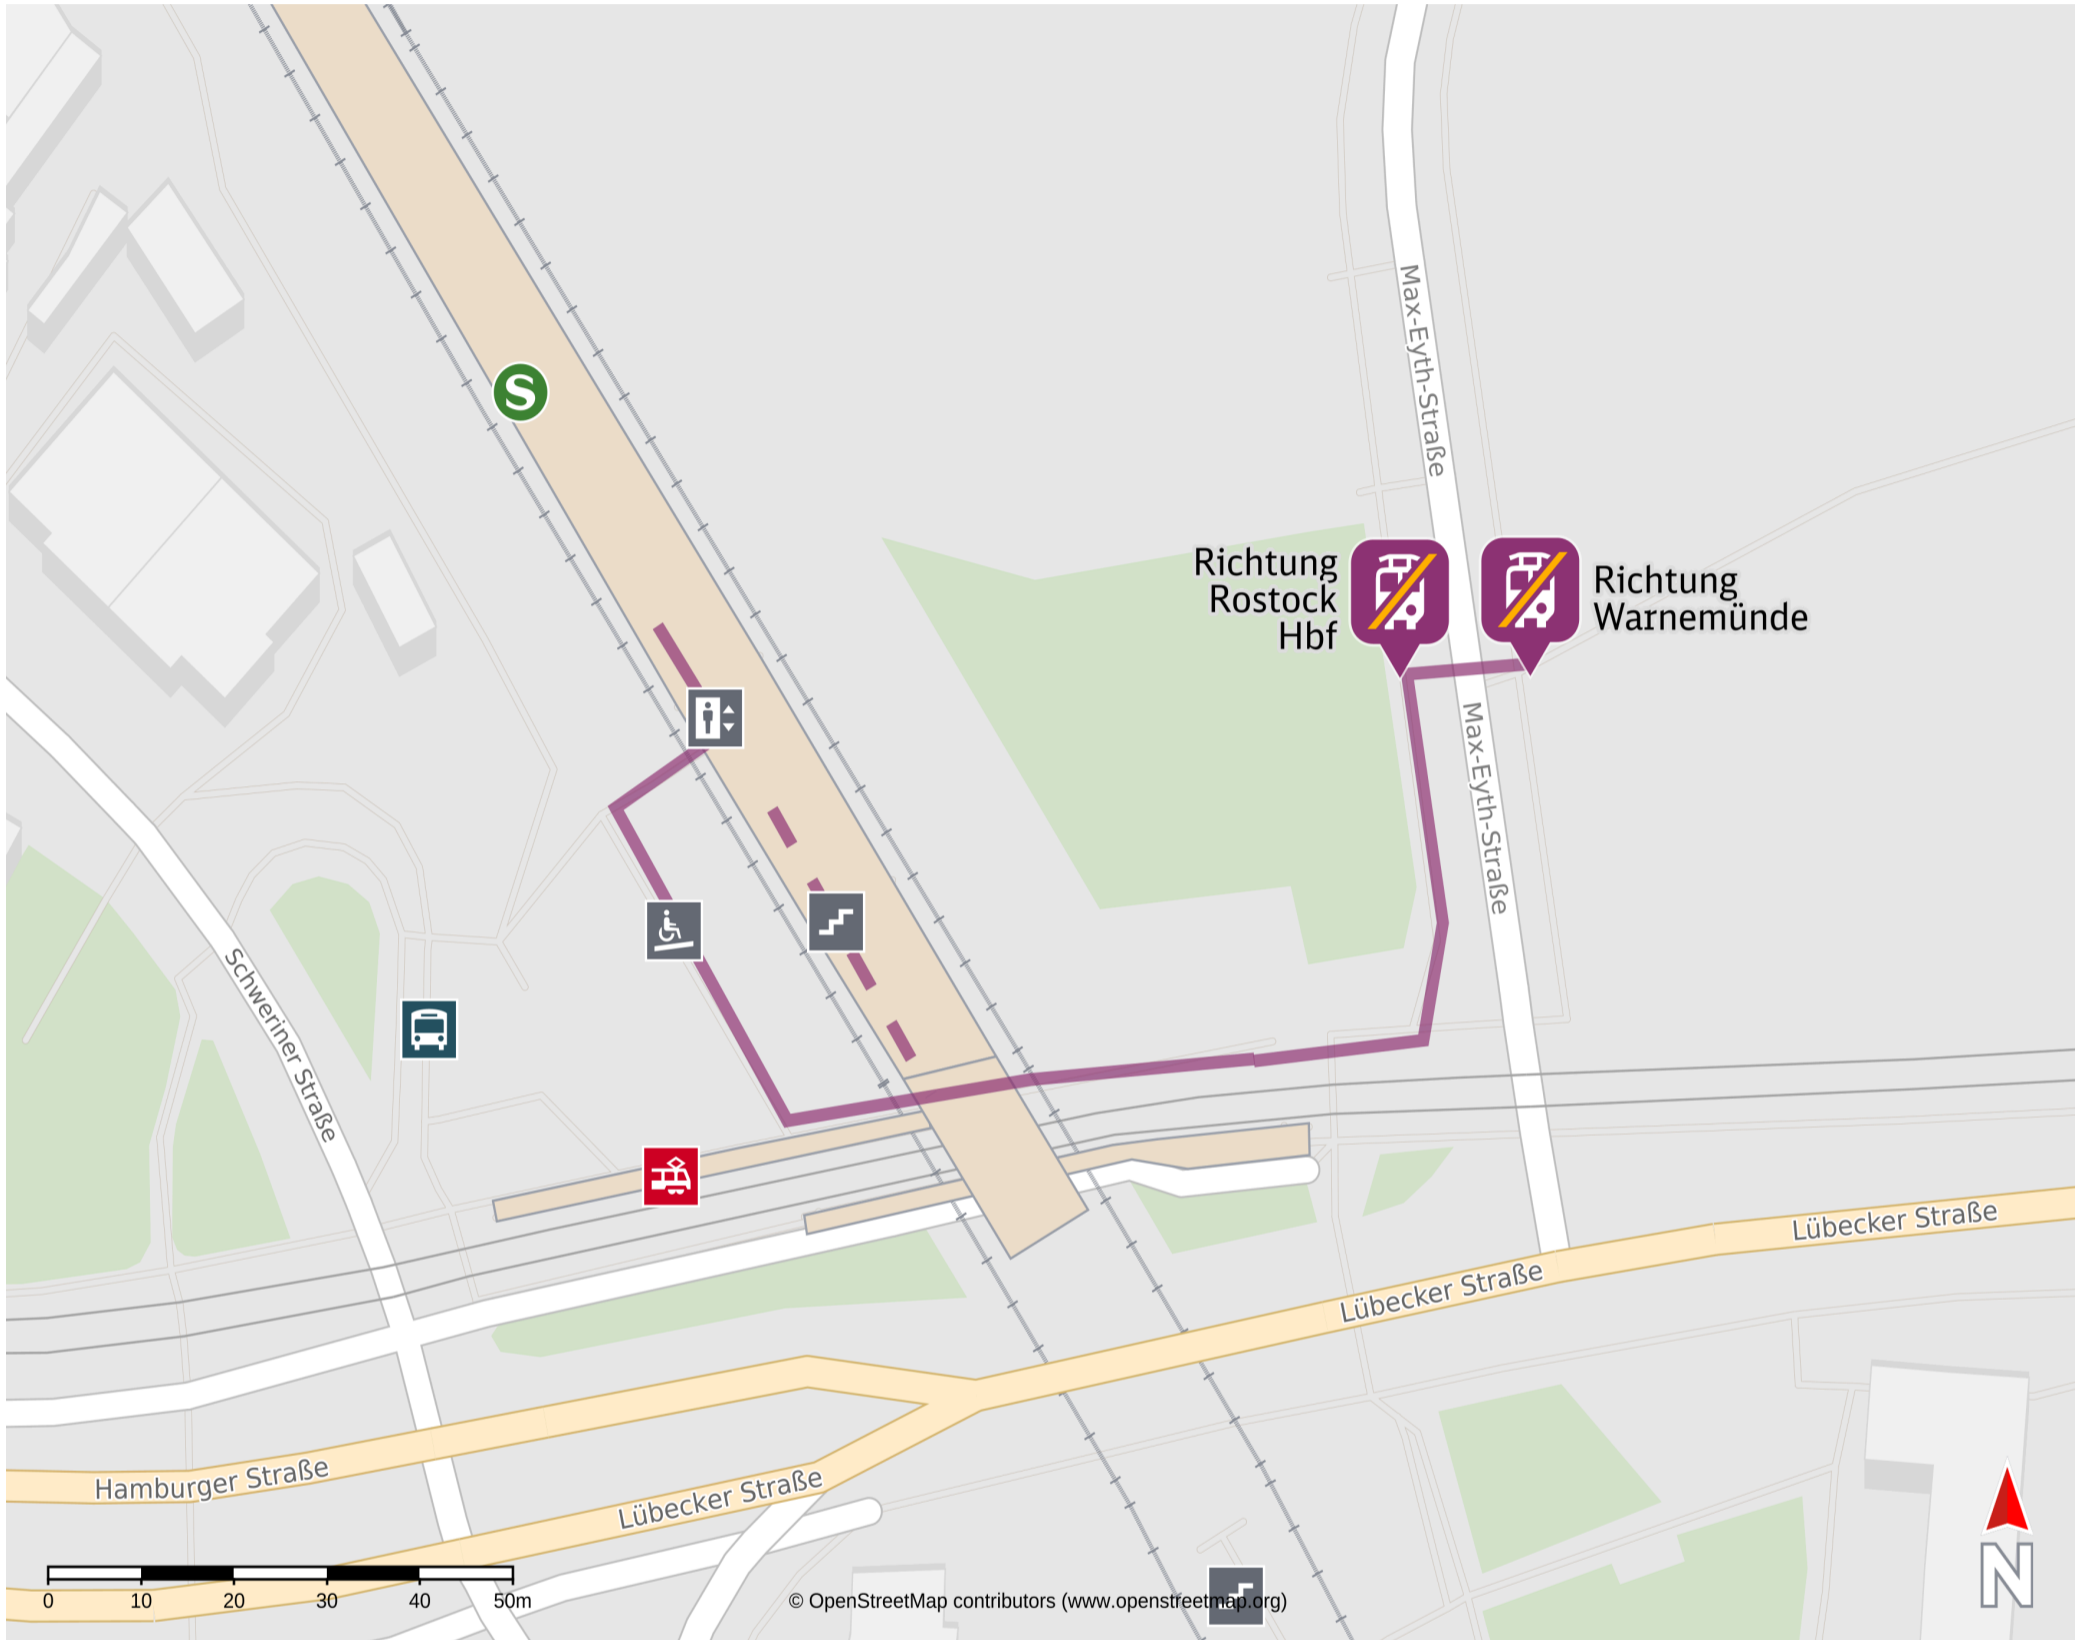 S
Max-Eyth-Straße
Richtung
Rostock
Hbf
Richtung
Warnemünde
Max-Eyth-Straße
Schweriner Straße
Lübecker Straße
Lübecker Straße
Hamburger Straße
Lübecker Straße
0 10 20 30 40 50m
© OpenStreetMap contributors (www.openstreetmap.org)
N